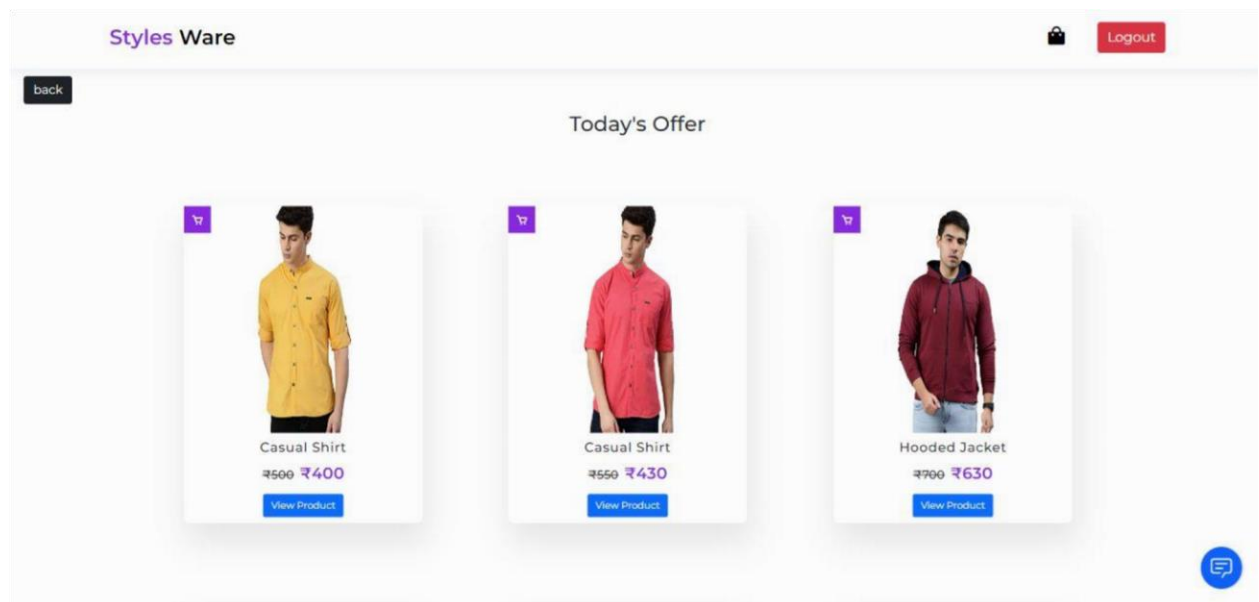 Styles Ware
Logout
back
Today's Offer
Casual Shirt
₹500 ₹400
View Product
Casual Shirt
₹550 ₹430
View Product
Hooded Jacket
₹700 ₹630
View Product